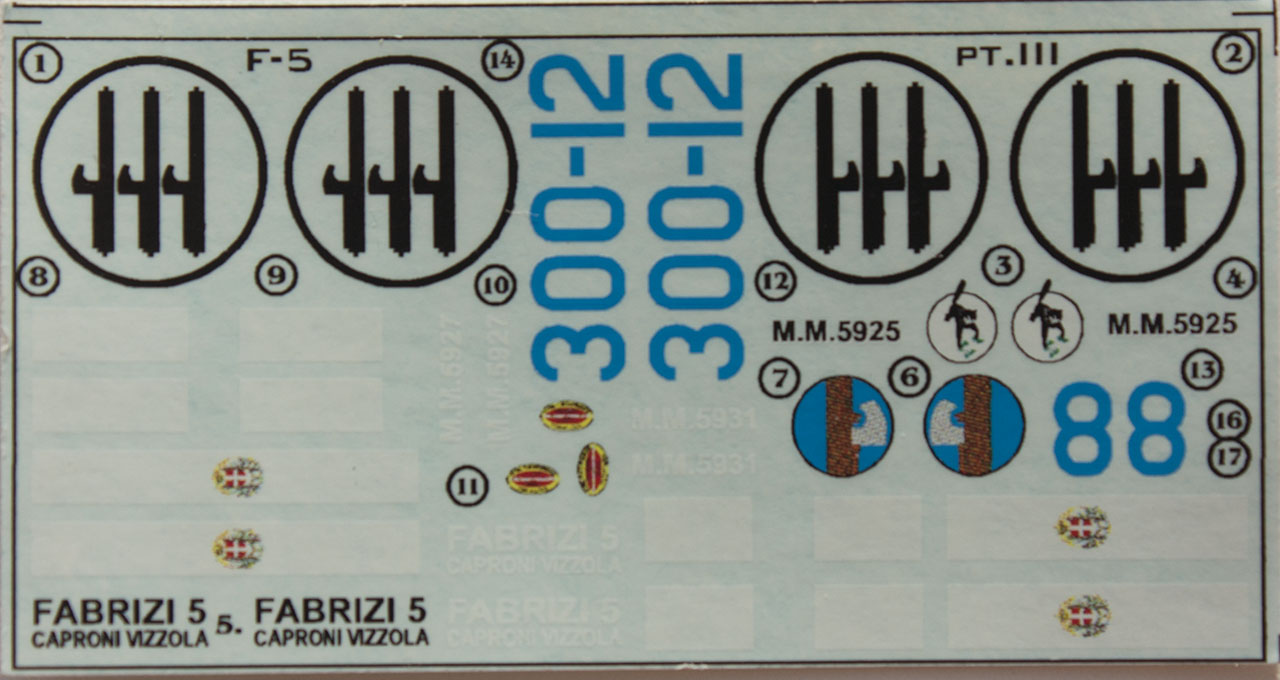 1 F-5 14 PT.III 2
300-12 300-12
8 9 10 12 3 4
M.M.5927 M.M.5927
M.M.5925 M.M.5925
7 6 13
88
16
17
M.M.5931
M.M.5931
11
FABRIZI 5
CAPRONI VIZZOLA
FABRIZI 5
CAPRONI VIZZOLA
FABRIZI 5
CAPRONI VIZZOLA
5.
FABRIZI 5
CAPRONI VIZZOLA